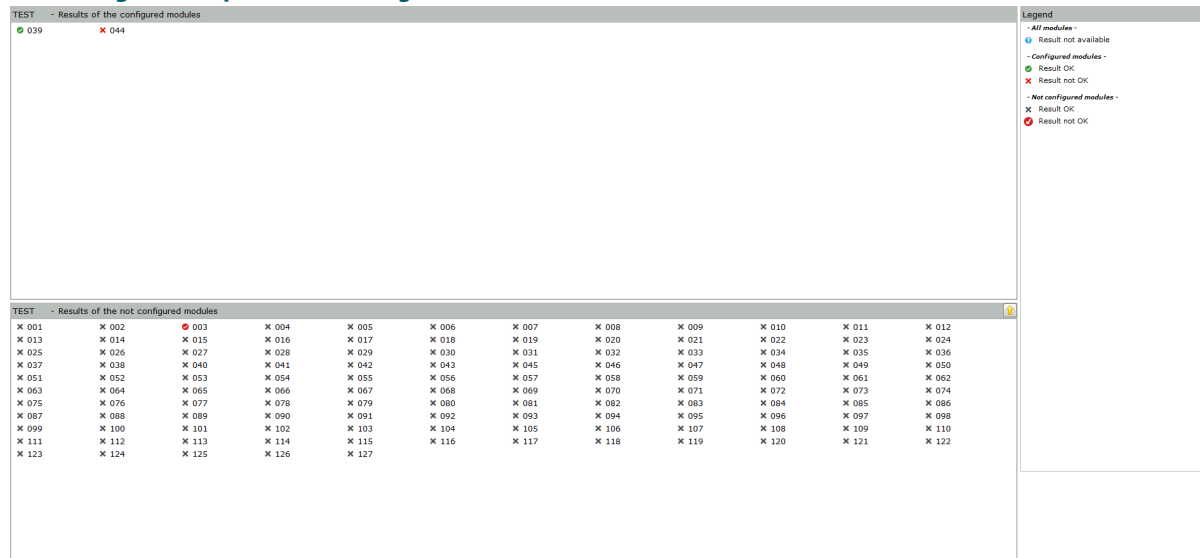 TEST - Results of the configured modules
039 044
Legend
- All modules -
Result not available
- Configured modules -
Result OK
Result not OK
- Not configured modules -
Result OK
Result not OK
TEST - Results of the not configured modules
001 002 003 004 005 006 007 008 009 010 011 012
013 014 015 016 017 018 019 020 021 022 023 024
025 026 027 028 029 030 031 032 033 034 035 036
037 038 040 041 042 043 045 046 047 048 049 050
051 052 053 054 055 056 057 058 059 060 061 062
063 064 065 066 067 068 069 070 071 072 073 074
075 076 077 078 079 080 081 082 083 084 085 086
087 088 089 090 091 092 093 094 095 096 097 098
099 100 101 102 103 104 105 106 107 108 109 110
111 112 113 114 115 116 117 118 119 120 121 122
123 124 125 126 127